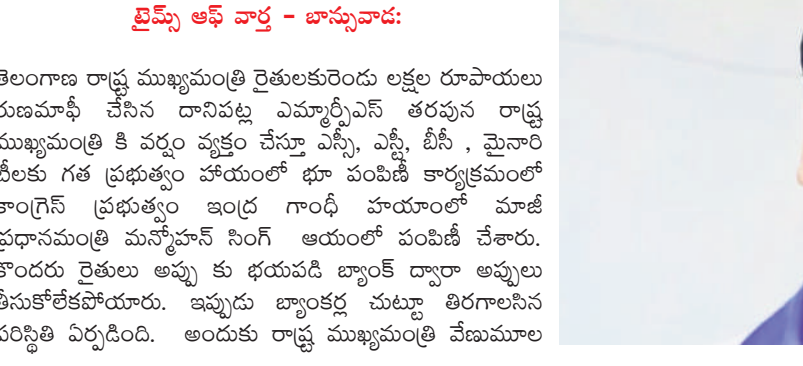 టైమ్స్ ఆఫ్ వార్త - బాన్సువాడ:
తెలంగాణ రాష్ట్ర ముఖ్యమంత్రి రైతులకురెండు లక్షల రూపాయలు
రుణమాఫీ చేసిన దానిపట్ల ఎమ్మార్పీఎస్ తరపున రాష్ట్ర
ముఖ్యమంత్రి కి వర్షం వ్యక్తం చేస్తూ ఎస్సీ, ఎస్టీ, బీసీ , మైనారి
టీలకు గత ప్రభుత్వం హాయంలో భూ పంపిణీ కార్యక్రమంలో
కాంగ్రెస్ ప్రభుత్వం ఇంద్ర గాంధీ హయాంలో మాజీ
ప్రధానమంత్రి మన్మోహన్ సింగ్ ఆయంలో పంపిణీ చేశారు.
కొందరు రైతులు అప్పు కు భయపడి బ్యాంక్ ద్వారా అప్పులు
తీసుకోలేకపోయారు. ఇప్పుడు బ్యాంకర్ల చుట్టూ తిరగాలసిన
పరిస్థితి ఏర్పడింది. అందుకు రాష్ట్ర ముఖ్యమంత్రి వేణుమూల